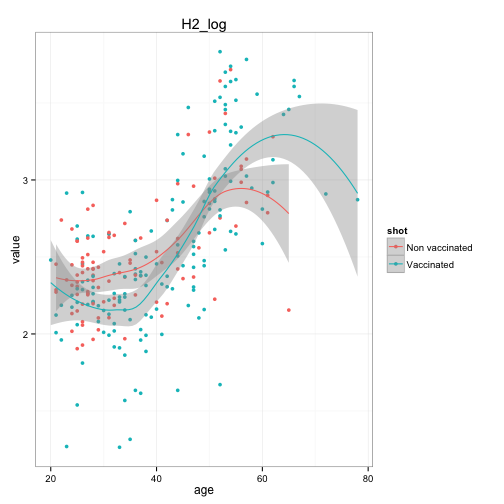 H2_log
value
3
2
20
40
60
80
age
shot
Non vaccinated
Vaccinated